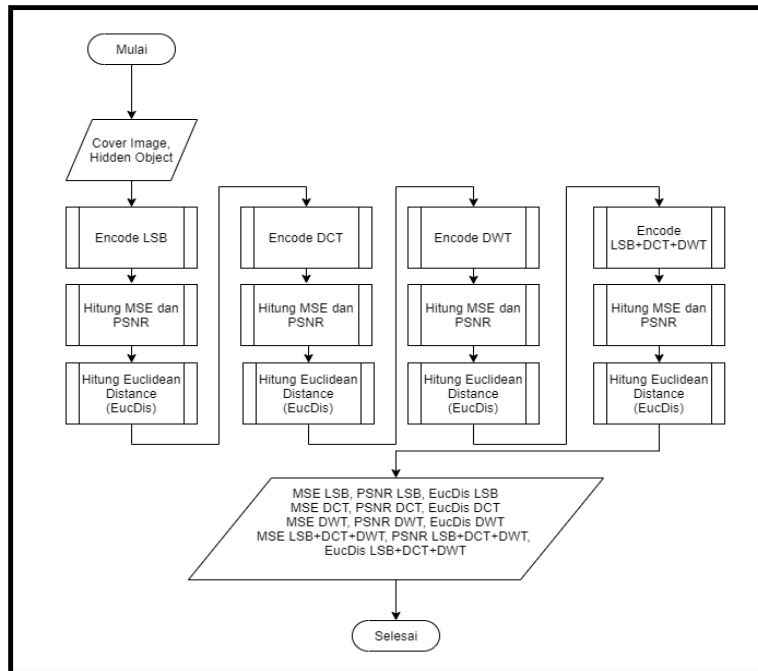 Mulai
Cover Image,
Hidden Object
Encode LSB
Hitung MSE dan
PSNR
Hitung Euclidean
Distance
(EucDis)
Encode DCT
Hitung MSE dan
PSNR
Hitung Euclidean
Distance
(EucDis)
Encode DWT
Hitung MSE dan
PSNR
Hitung Euclidean
Distance
(EucDis)
Encode
LSB+DCT+DWT
Hitung MSE dan
PSNR
Hitung Euclidean
Distance
(EucDis)
MSE LSB, PSNR LSB, EucDis LSB
MSE DCT, PSNR DCT, EucDis DCT
MSE DWT, PSNR DWT, EucDis DWT
MSE LSB+DCT+DWT, PSNR LSB+DCT+DWT,
EucDis LSB+DCT+DWT
Selesai